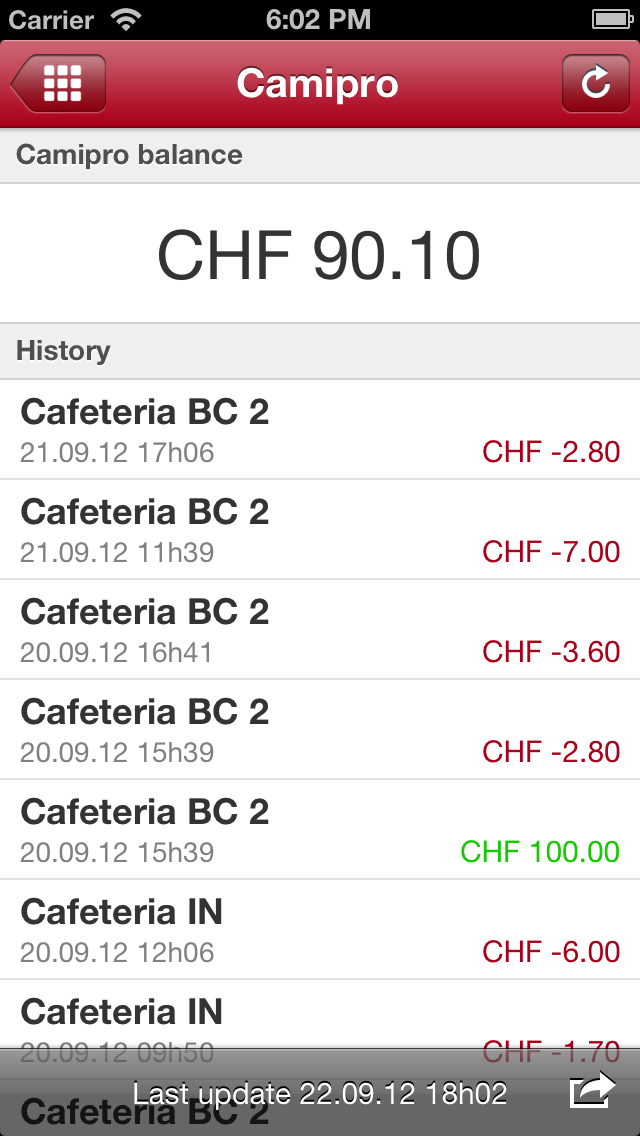 Carrier 6:02 PM
Camipro
Camipro balance
CHF 90.10
History
Cafeteria BC 2
21.09.12 17h06 CHF -2.80
Cafeteria BC 2
21.09.12 11h39 CHF -7.00
Cafeteria BC 2
20.09.12 16h41 CHF -3.60
Cafeteria BC 2
20.09.12 15h39 CHF -2.80
Cafeteria BC 2
20.09.12 15h39 CHF 100.00
Cafeteria IN
20.09.12 12h06 CHF -6.00
Cafeteria IN
20.09.12 09h50 CHF -1.70
Last update 22.09.12 18h02
Cafeteria BC 2